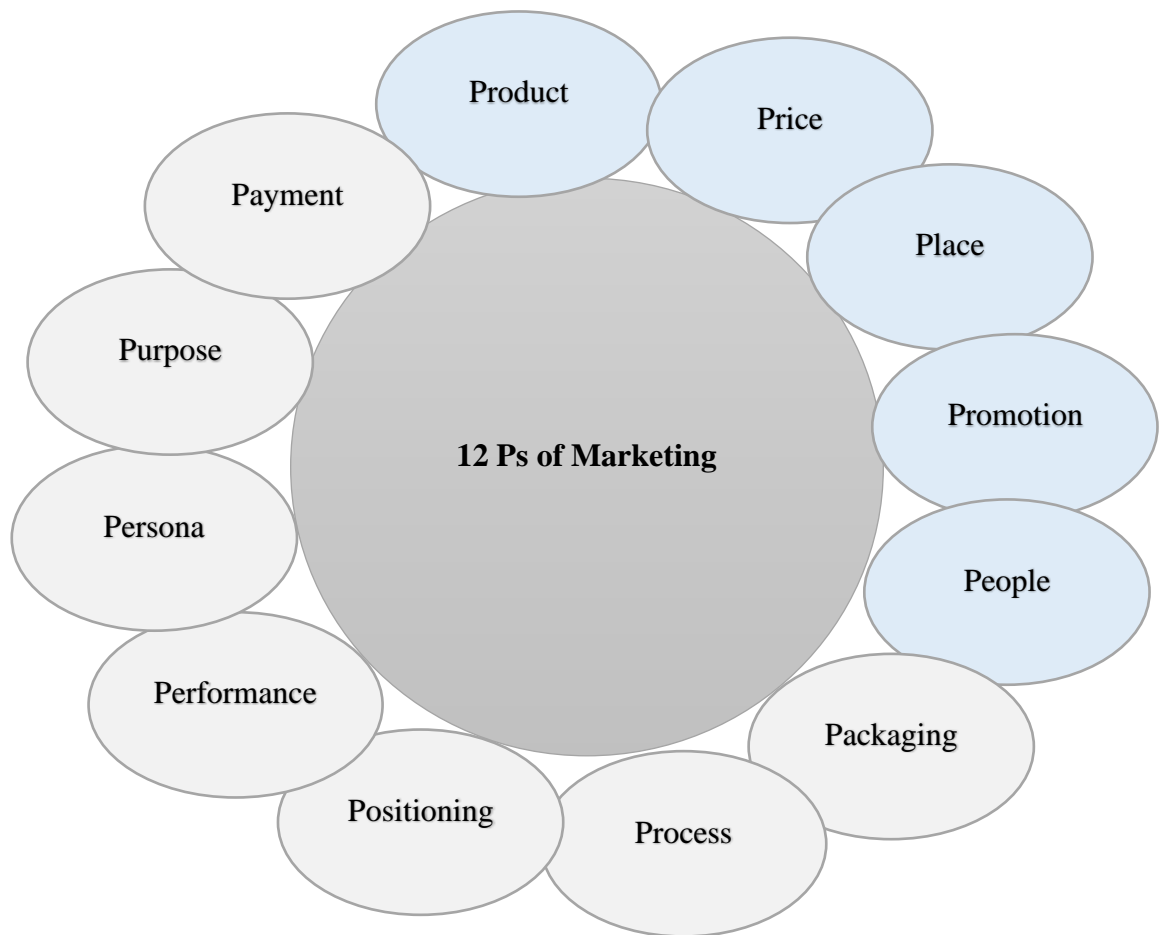 Product
Price
Place
Promotion
People
Packaging
Process
Positioning
Performance
Persona
Purpose
Payment
12 Ps of Marketing